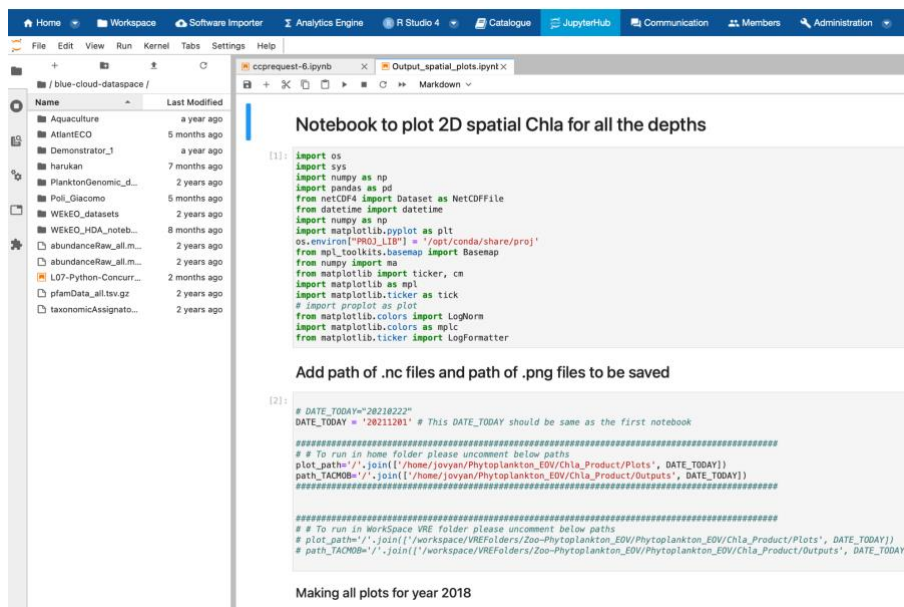 Home Workspace Software Importer Analytics Engine R Studio 4 Catalogue JupyterHub Communication Members Administration
File Edit View Run Kernel Tabs Settings Help
ccprequest-6.ipynb Output_spatial_plots.ipynb
/ blue-cloud-dataspace /
Markdown
Name Last Modified
Aquaculture a year ago
AtlantECO 5 months ago
Demonstrator_1 a year ago
harukan 7 months ago
PlanktonGenomic_d... 2 years ago
Poli_Giacomo 5 months ago
WEkEO_datasets 2 years ago
WEkEO_HDA_noteb... 8 months ago
abundanceRaw_all.m... 2 years ago
abundanceRaw_all.m... 2 years ago
L07-Python-Concurr... 2 months ago
pfamData_all.tsv.gz 2 years ago
taxonomicAssignato... 2 years ago
Notebook to plot 2D spatial Chla for all the depths
[1]: import os
import sys
import numpy as np
import pandas as pd
from netCDF4 import Dataset as NetCDFFile
from datetime import datetime
import numpy as np
import matplotlib.pyplot as plt
os.environ["PROJ_LIB"] = '/opt/conda/share/proj'
from mpl_toolkits.basemap import Basemap
from numpy import ma
from matplotlib import ticker, cm
import matplotlib as mpl
import matplotlib.ticker as tick
# import proplot as plot
from matplotlib.colors import LogNorm
import matplotlib.colors as mplc
from matplotlib.ticker import LogFormatter
Add path of .nc files and path of .png files to be saved
[2]:
# DATE_TODAY="20210222"
DATE_TODAY = '20211201' # This DATE_TODAY should be same as the first notebook
##########################################################################################
# # To run in home folder please uncomment below paths
plot_path='/'.join(['/home/jovyan/Phytoplankton_EOV/Chla_Product/Plots', DATE_TODAY])
path_TACMOB='/'.join(['/home/jovyan/Phytoplankton_EOV/Chla_Product/Outputs', DATE_TODAY])
##########################################################################################
##########################################################################################
# # To run in WorkSpace VRE folder please uncomment below paths
# plot_path='/'.join(['/workspace/VREFolders/Zoo-Phytoplankton_EOV/Phytoplankton_EOV/Chla_Product/Plots', DATE_TODAY])
# path_TACMOB='/'.join(['/workspace/VREFolders/Zoo-Phytoplankton_EOV/Phytoplankton_EOV/Chla_Product/Outputs', DATE_TODAY
Making all plots for year 2018